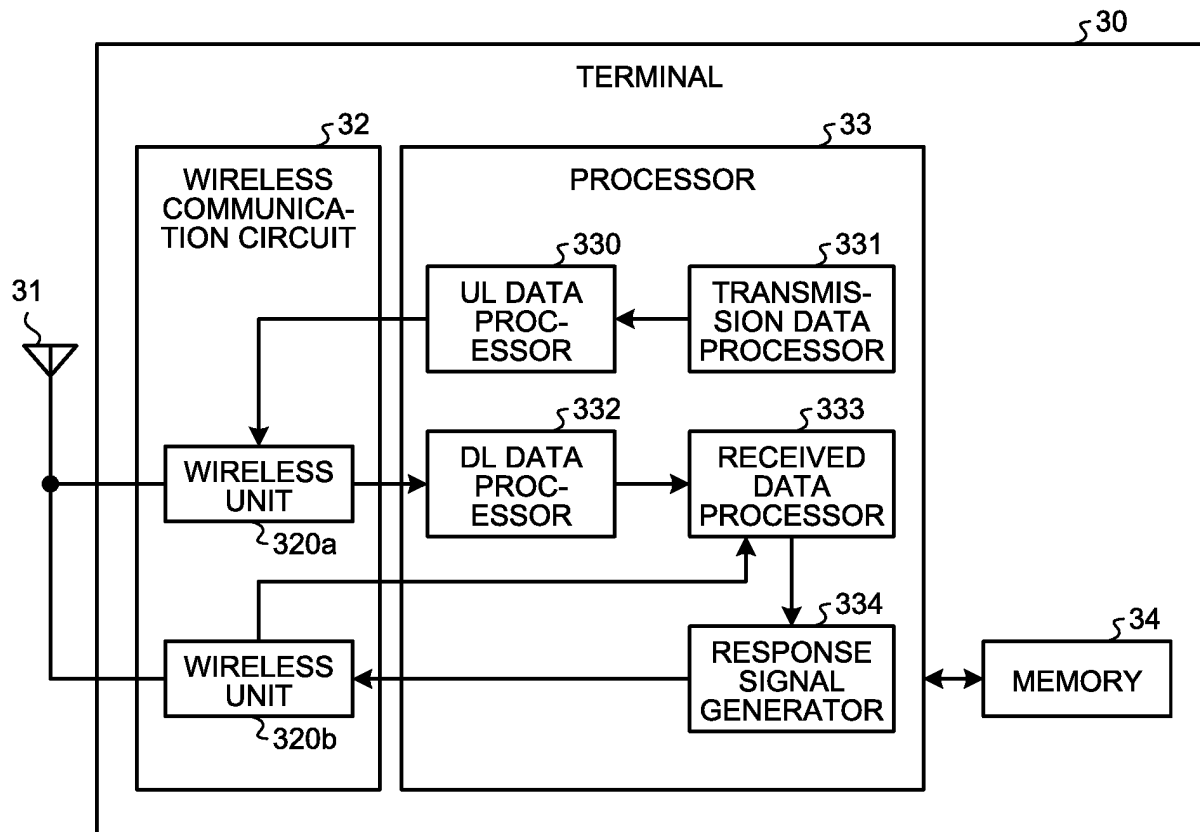 30
TERMINAL
32
33
WIRELESS
COMMUNICA-
TION CIRCUIT
PROCESSOR
330
331
UL DATA
PROC-
ESSOR
TRANSMIS-
SION DATA
PROCESSOR
31
332
333
WIRELESS
UNIT
320a
DL DATA
PROC-
ESSOR
RECEIVED
DATA
PROCESSOR
334
34
WIRELESS
UNIT
320b
RESPONSE
SIGNAL
GENERATOR
MEMORY